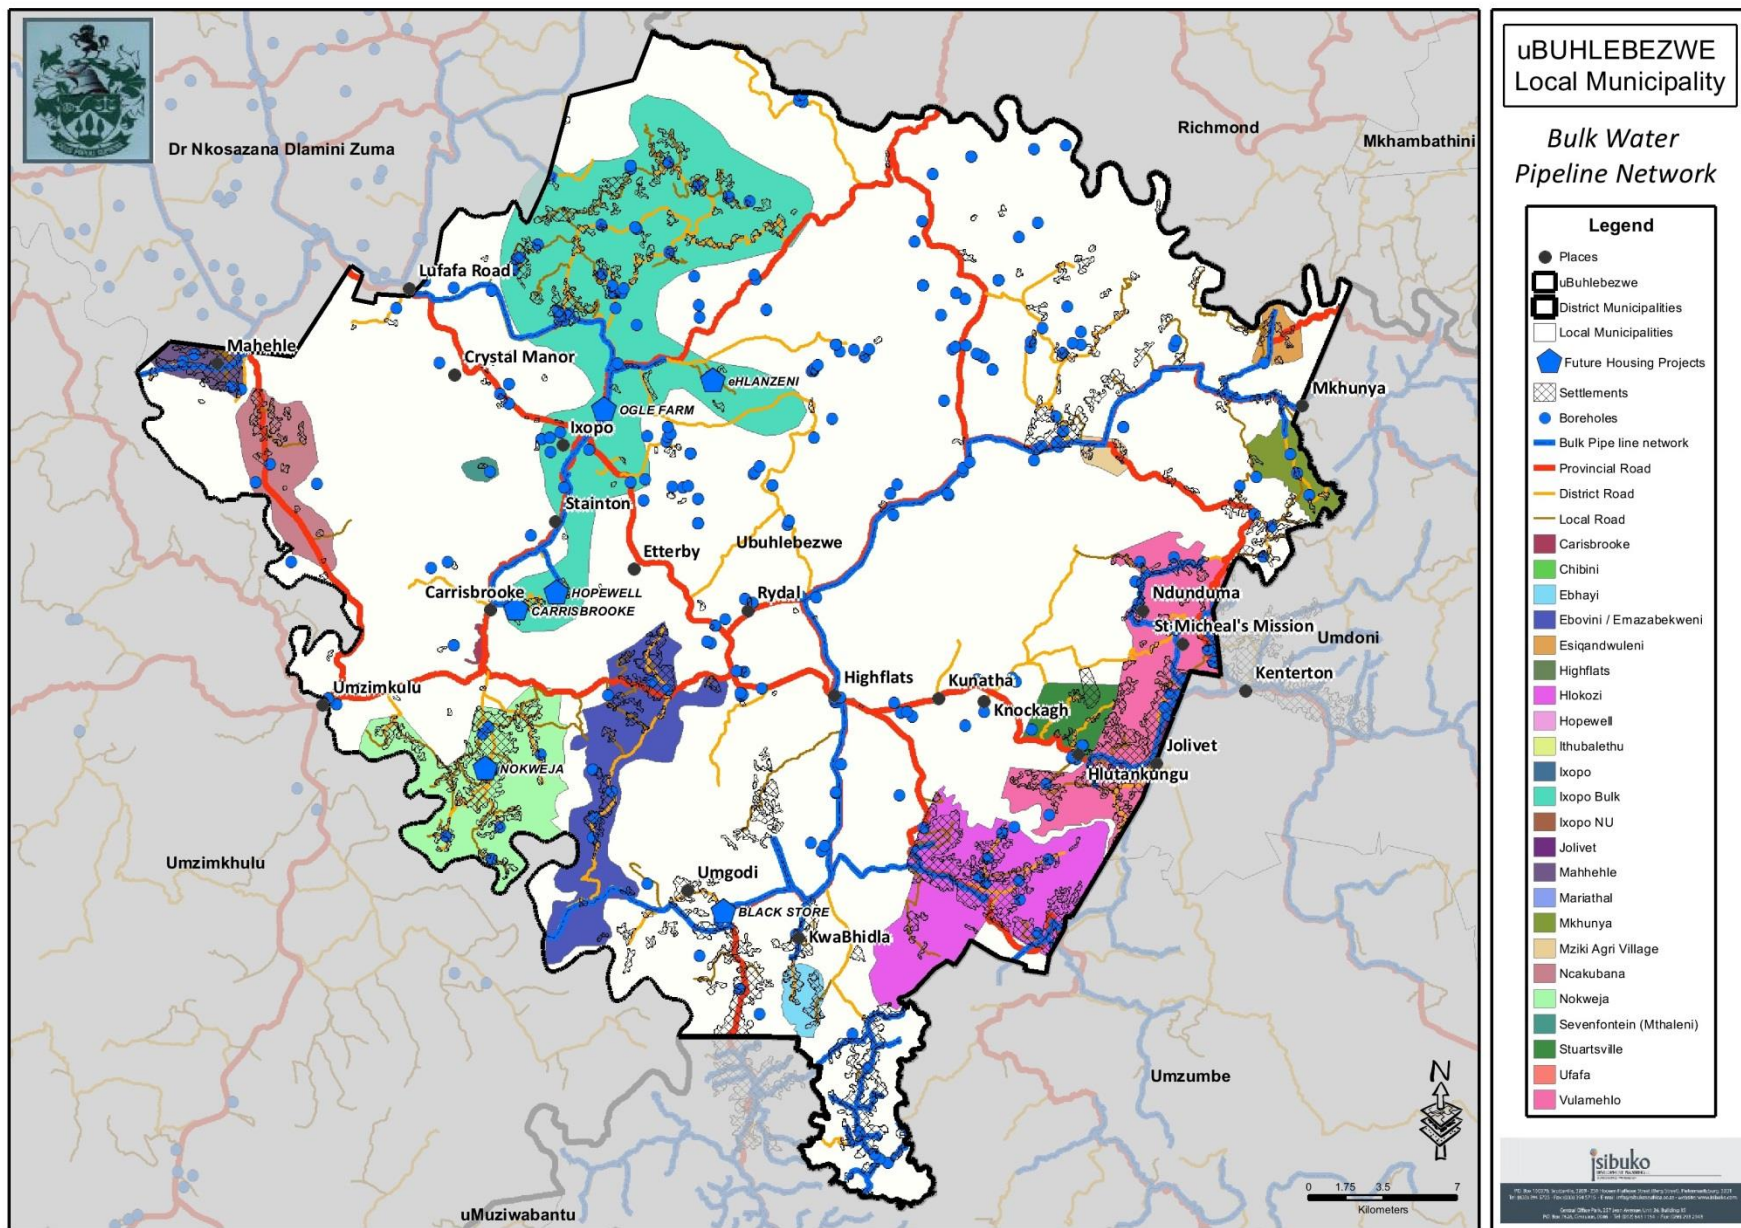 uBUHLEBEZWE
Local Municipality
Bulk Water
Pipeline Network
Legend
Places
uBuhlebezwe
District Municipalities
Local Municipalities
Future Housing Projects
Settlements
Boreholes
Bulk Pipe line network
Provincial Road
District Road
Local Road
Carisbrooke
Chibini
Ebhayi
Ebovini / Emazabekweni
Esiqandwuleni
Highflats
Hlokozi
Hopewell
Ithubalethu
Ixopo
Ixopo Bulk
Ixopo NU
Jolivet
Mahhehle
Mariathal
Mkhunya
Mziki Agri Village
Ncakubana
Nokweja
Sevenfontein (Mthaleni)
Stuartsville
Ufafa
Vulamehlo
isibuko
Richmond
Mkhambathini
Dr Nkosazana Dlamini Zuma
Lufafa Road
Mahehle
Crystal Manor
eHLANZENI
Mkhunya
OGLE FARM
Ixopo
Stainton
Ubuhlebezwe
Etterby
HOPEWELL
Carrisbrooke
CARRISBROOKE
Rydal
Ndunduma
St Micheal's Mission
Umdoni
Kenterton
Umzimkulu
Highflats
Kunatha
Knockagh
Jolivet
Hlutankungu
NOKWEJA
Umzimkhulu
Umgodi
BLACK STORE
KwaBhidla
Umzumbe
uMuziwabantu
N
0 1.75 3.5 7
Kilometers